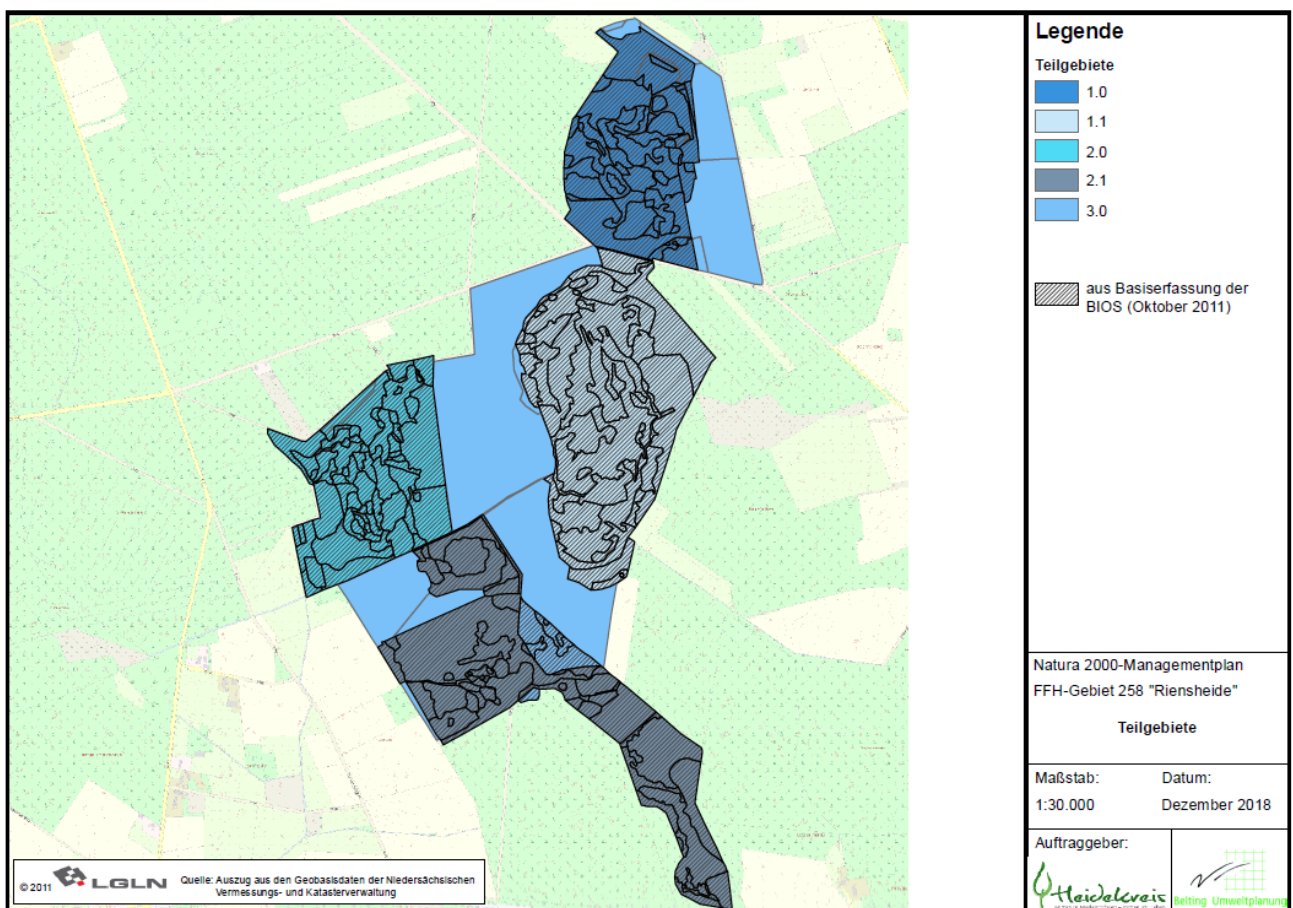 Legende
Teilgebiete
1.0
1.1
2.0
2.1
3.0
aus Basiserfassung der
BIOS (Oktober 2011)
Natura 2000-Managementplan
FFH-Gebiet 258 "Riensheide"
Teilgebiete
Maßstab:
Datum:
1:30.000
Dezember 2018
Auftraggeber:
Heidekreis
Belting Umweltplanung
© 2011
LGLN
Quelle: Auszug aus den Geobasisdaten der Niedersächsischen
Vermessungs- und Katasterverwaltung